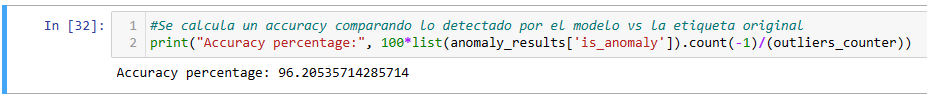 In [32]: 1 #Se calcula un accuracy comparando lo detectado por el modelo vs la etiqueta original
2 print("Accuracy percentage:", 100*list(anomaly_results['is_anomaly']).count(-1)/(outliers_counter))
Accuracy percentage: 96.20535714285714